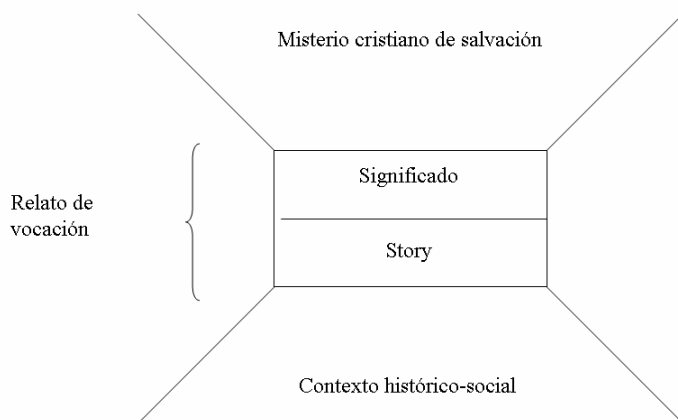 Misterio cristiano de salvación
Significado
Relato de
vocación
Story
Contexto histórico-social